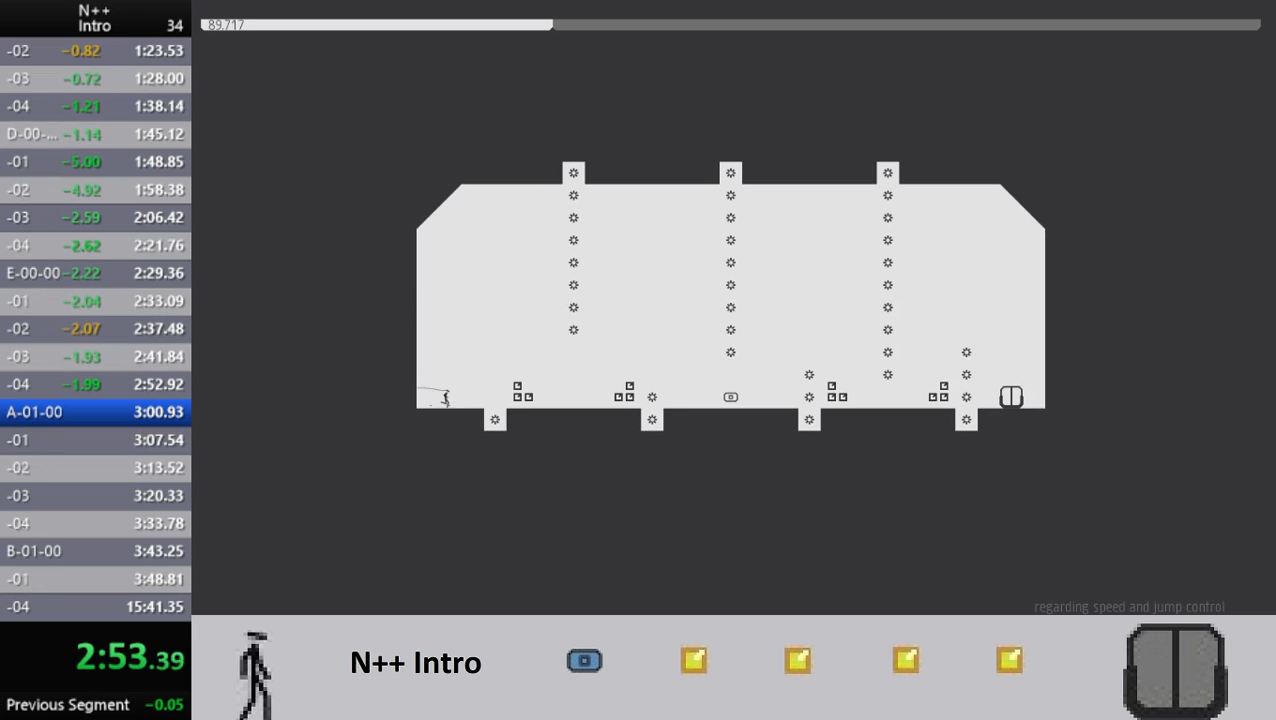 N++
Intro 34
89.717
-02 -0.82 1:23.53
-03 -0.72 1:28.00
-04 -1.21 1:38.14
D-00-... -1.14 1:45.12
-01 -5.00 1:48.85
-02 -4.92 1:58.38
-03 -2.59 2:06.42
-04 -2.62 2:21.76
E-00-00 -2.22 2:29.36
-01 -2.04 2:33.09
-02 -2.07 2:37.48
-03 -1.93 2:41.84
-04 -1.99 2:52.92
A-01-00 3:00.93
-01 3:07.54
-02 3:13.52
-03 3:20.33
-04 3:33.78
B-01-00 3:43.25
-01 3:48.81
-04 15:41.35
2:53.39
Previous Segment -0.05
regarding speed and jump control
N++ Intro